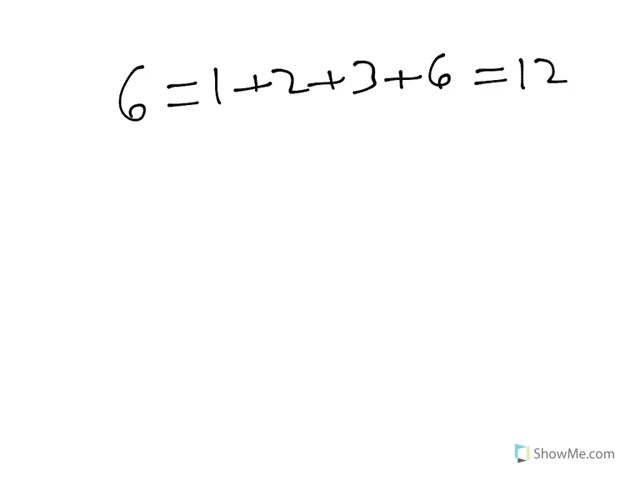 6 = 1 + 2 + 3 + 6 = 12
ShowMe.com